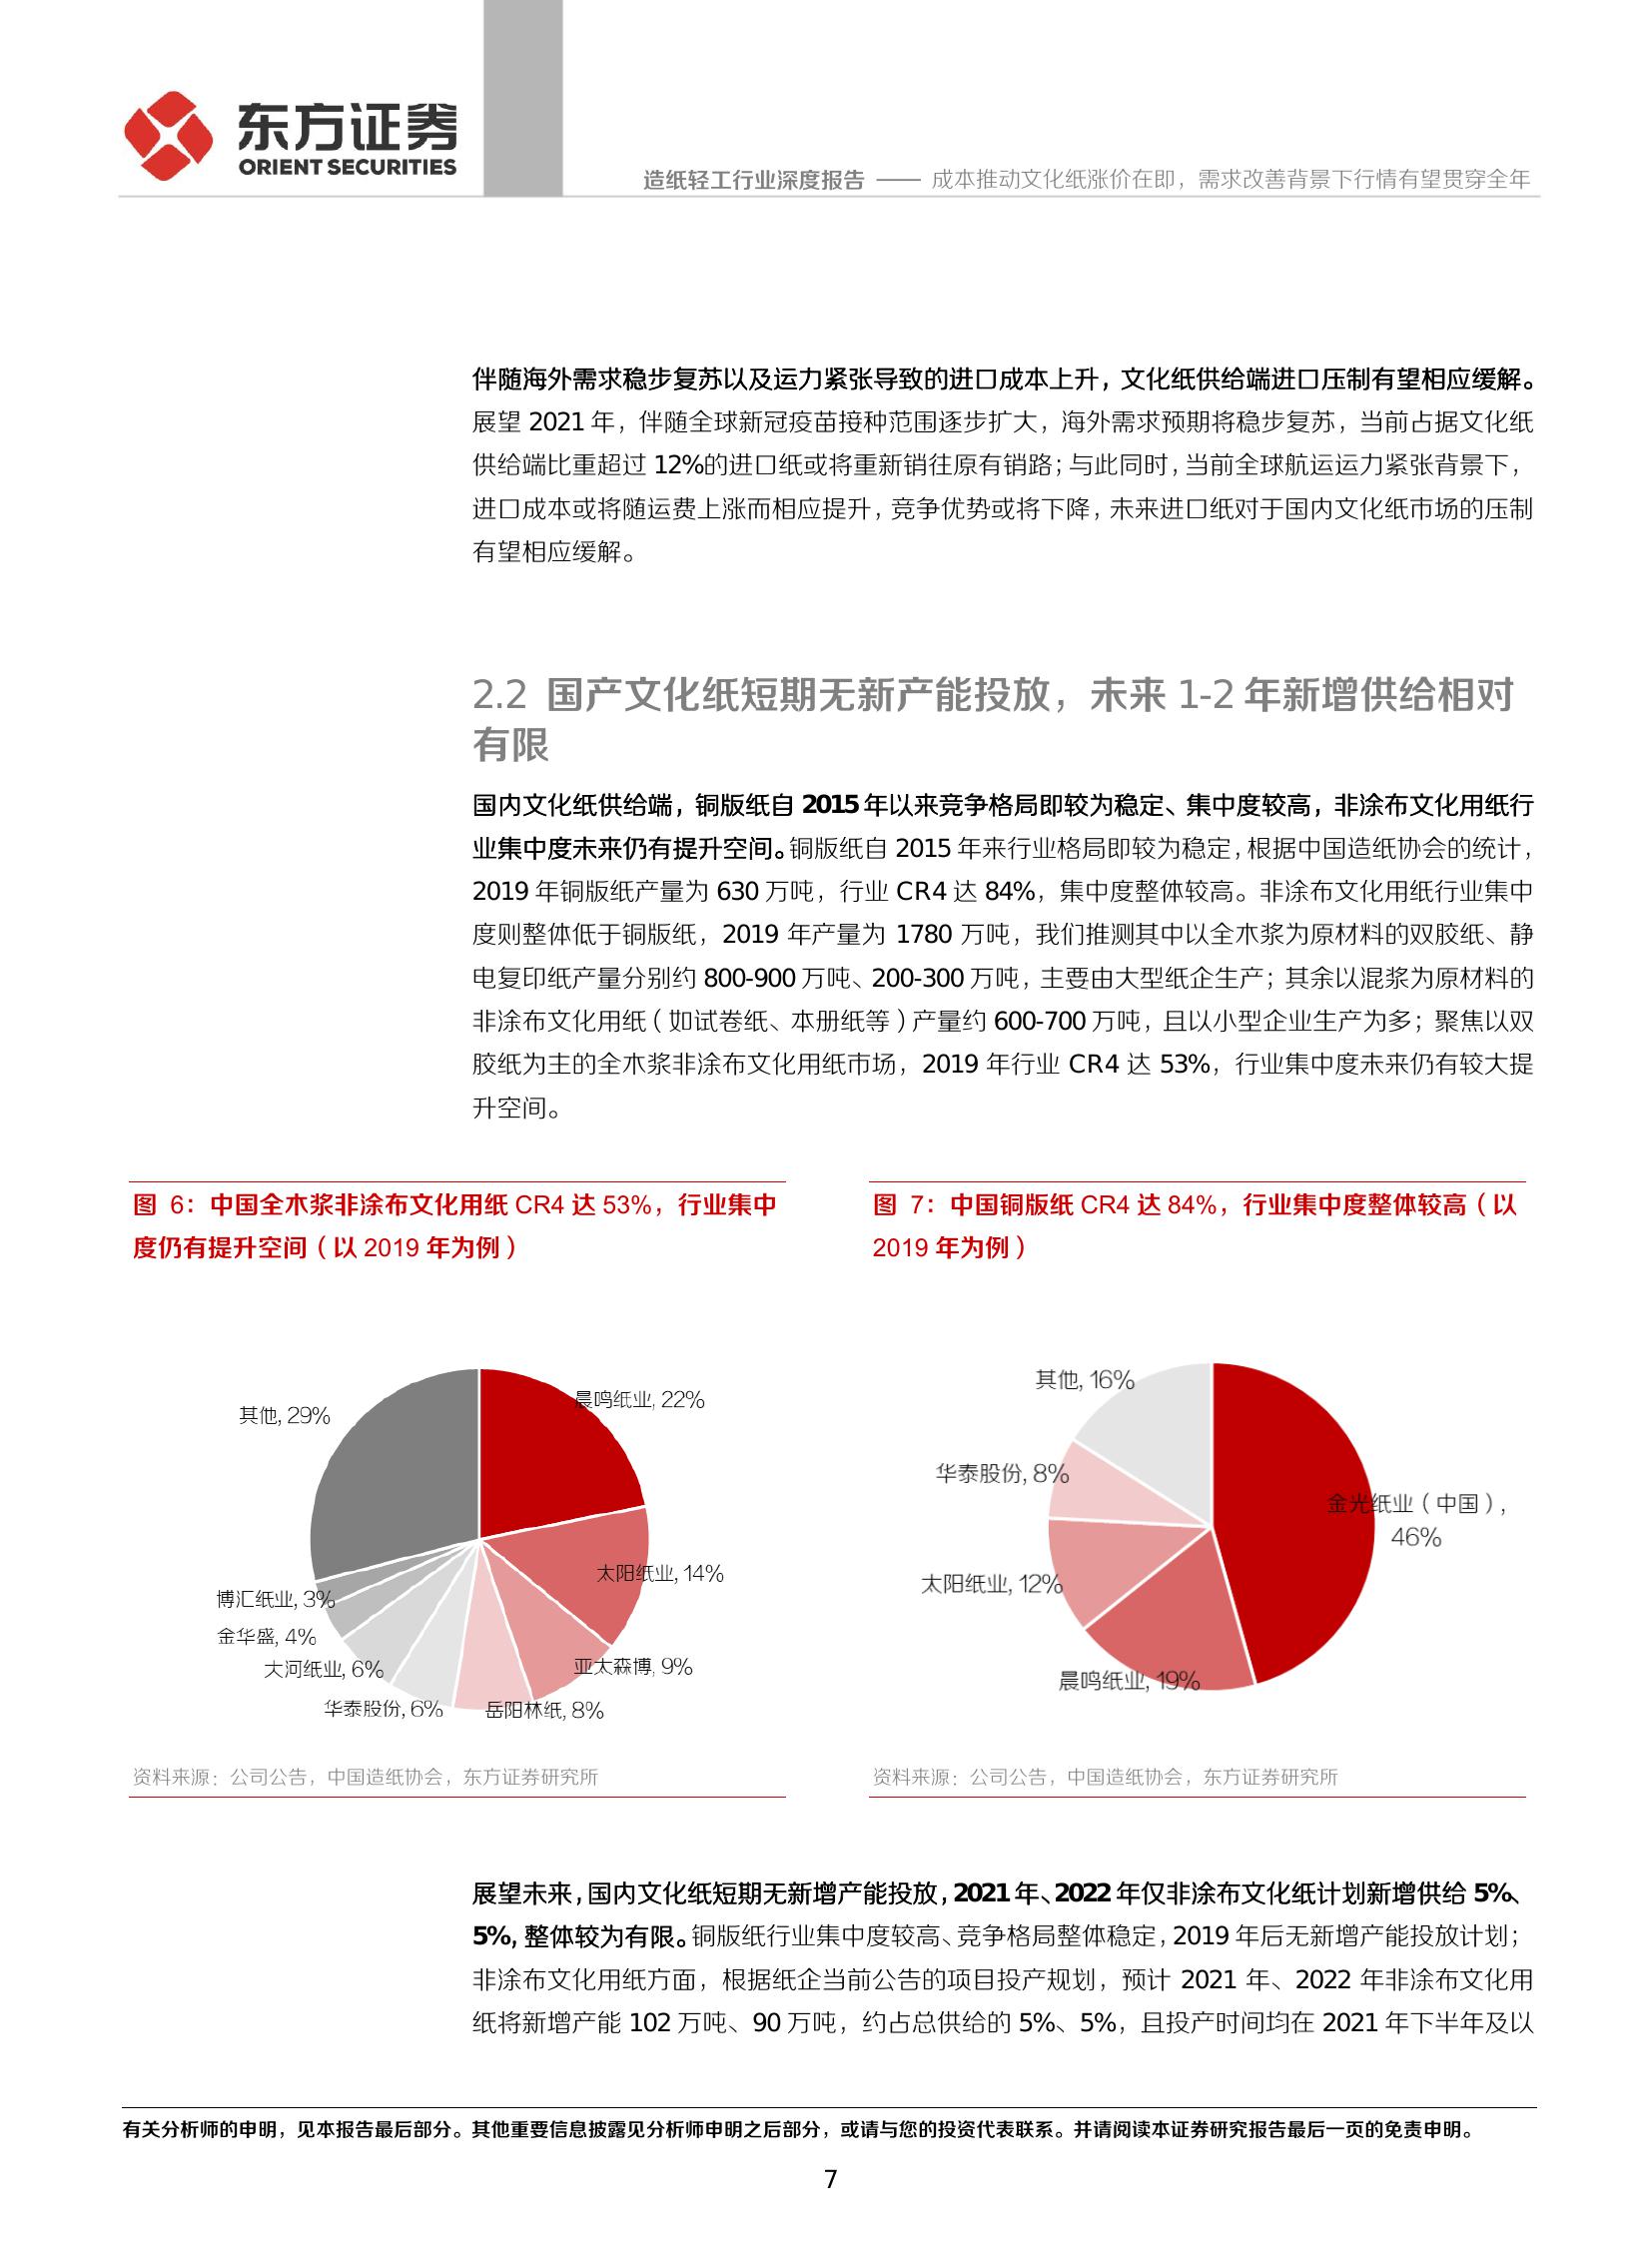 东方证券
ORIENT SECURITIES
造纸轻工行业深度报告 —— 成本推动文化纸涨价在即，需求改善背景下行情有望贯穿全年
伴随海外需求稳步复苏以及运力紧张导致的进口成本上升，文化纸供给端进口压制有望相应缓解。
展望 2021 年，伴随全球新冠疫苗接种范围逐步扩大，海外需求预期将稳步复苏，当前占据文化纸
供给端比重超过 12%的进口纸或将重新销往原有销路；与此同时，当前全球航运运力紧张背景下，
进口成本或将随运费上涨而相应提升，竞争优势或将下降，未来进口纸对于国内文化纸市场的压制
有望相应缓解。
2.2 国产文化纸短期无新产能投放，未来 1-2 年新增供给相对
有限
国内文化纸供给端，铜版纸自 2015 年以来竞争格局即较为稳定、集中度较高，非涂布文化用纸行
业集中度未来仍有提升空间。铜版纸自 2015 年来行业格局即较为稳定，根据中国造纸协会的统计，
2019 年铜版纸产量为 630 万吨，行业 CR4 达 84%，集中度整体较高。非涂布文化用纸行业集中
度则整体低于铜版纸，2019 年产量为 1780 万吨，我们推测其中以全木浆为原材料的双胶纸、静
电复印纸产量分别约 800-900 万吨、200-300 万吨，主要由大型纸企生产；其余以混浆为原材料的
非涂布文化用纸（如试卷纸、本册纸等）产量约 600-700 万吨，且以小型企业生产为多；聚焦以双
胶纸为主的全木浆非涂布文化用纸市场，2019 年行业 CR4 达 53%，行业集中度未来仍有较大提
升空间。
图 6：中国全木浆非涂布文化用纸 CR4 达 53%，行业集中
度仍有提升空间（以 2019 年为例）
其他, 29%
晨鸣纸业, 22%
太阳纸业, 14%
博汇纸业, 3%
金华盛, 4%
大河纸业, 6%
亚太森博, 9%
华泰股份, 6%
岳阳林纸, 8%
资料来源：公司公告，中国造纸协会，东方证券研究所
图 7：中国铜版纸 CR4 达 84%，行业集中度整体较高（以
2019 年为例）
其他, 16%
华泰股份, 8%
金光纸业（中国）,
46%
太阳纸业, 12%
晨鸣纸业, 19%
资料来源：公司公告，中国造纸协会，东方证券研究所
展望未来，国内文化纸短期无新增产能投放，2021 年、2022 年仅非涂布文化纸计划新增供给 5%、
5%，整体较为有限。铜版纸行业集中度较高、竞争格局整体稳定，2019 年后无新增产能投放计划；
非涂布文化用纸方面，根据纸企当前公告的项目投产规划，预计 2021 年、2022 年非涂布文化用
纸将新增产能 102 万吨、90 万吨，约占总供给的 5%、5%，且投产时间均在 2021 年下半年及以
有关分析师的申明，见本报告最后部分。其他重要信息披露见分析师申明之后部分，或请与您的投资代表联系。并请阅读本证券研究报告最后一页的免责申明。
7